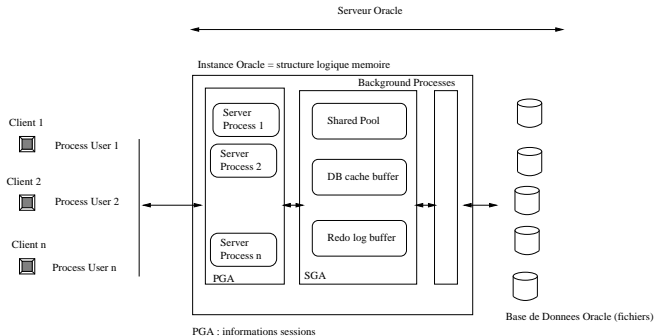 Serveur Oracle
Instance Oracle = structure logique memoire
Background Processes
Client 1
Process User 1
Client 2
Process User 2
Client n
Process User n
Server
Process 1
Server
Process 2
Server
Process n
PGA
Shared Pool
DB cache buffer
Redo log buffer
SGA
Base de Donnees Oracle (fichiers)
PGA : informations sessions